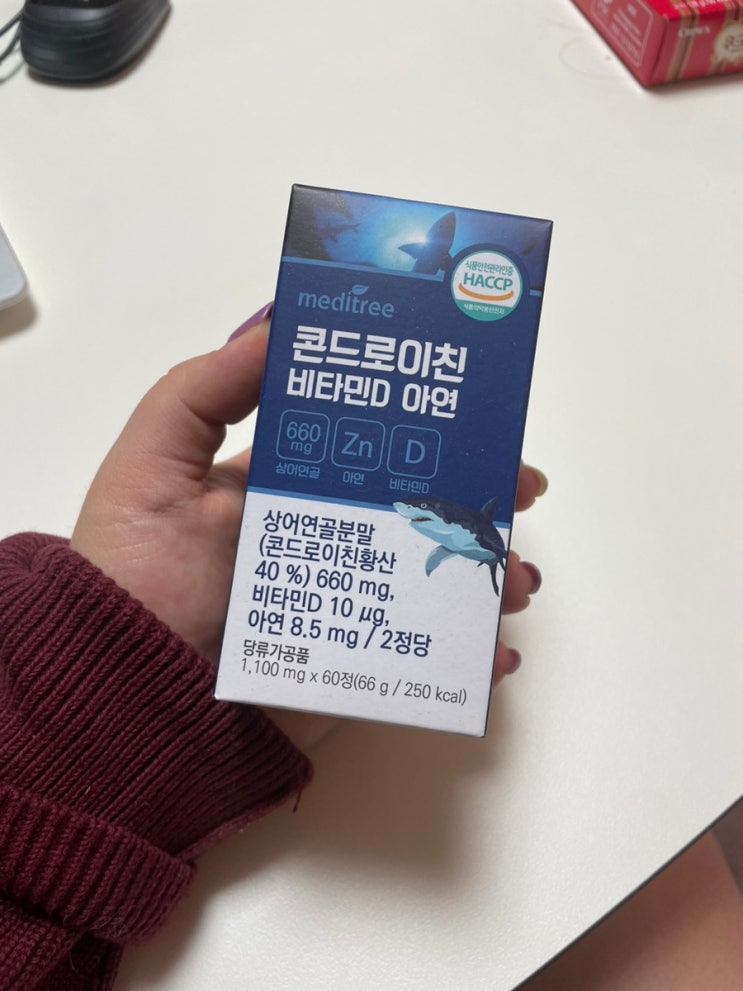 식품안전관리인증
HACCP
식품의약품안전처
meditree
콘드로이친
비타민D 아연
660
mg
Zn
D
상어연골
아연
비타민D
상어연골분말
(콘드로이친황산
40 %) 660 mg,
비타민D 10 µg,
아연 8.5 mg / 2정당
당류가공품
1,100 mg x 60정(66 g / 250 kcal)
CROWN